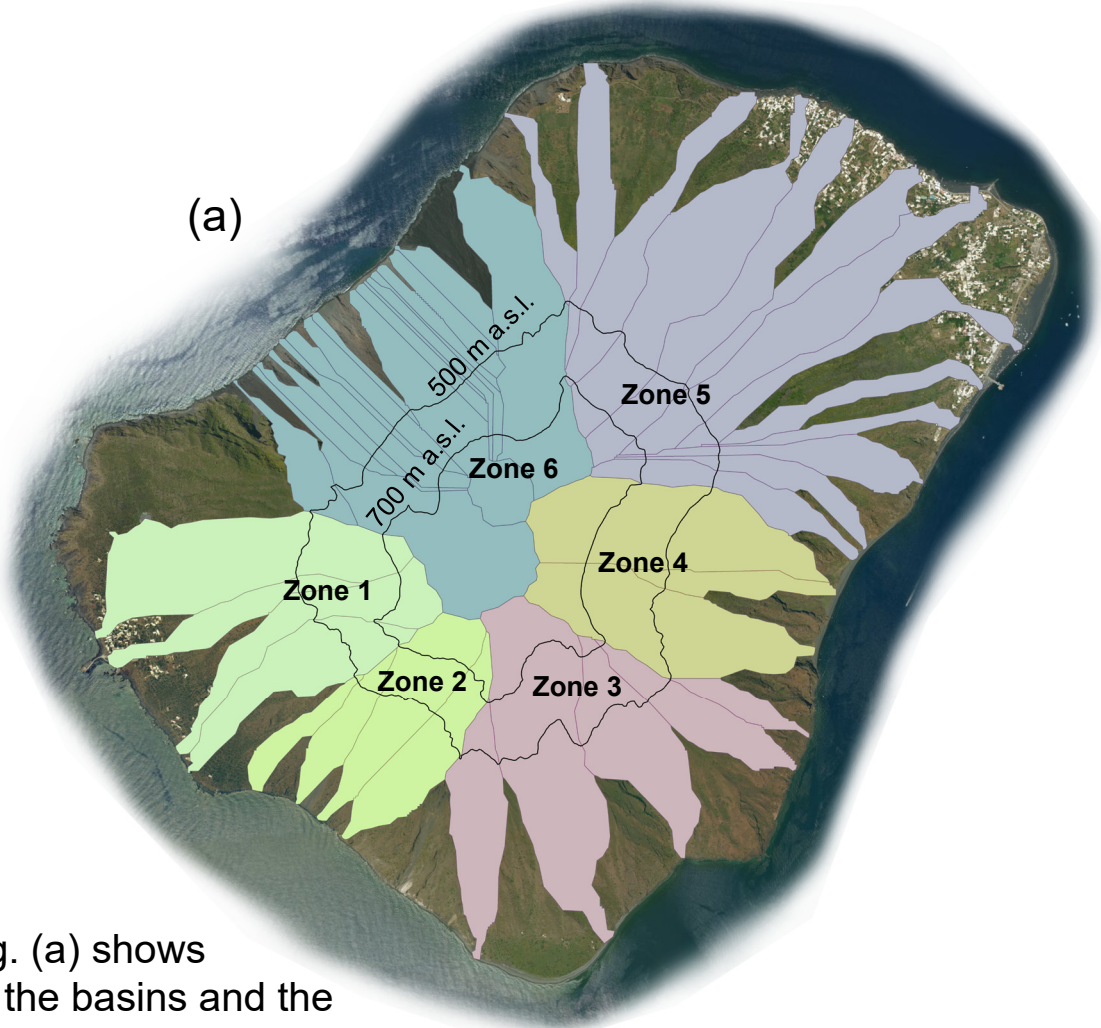 (a)
500 m a.s.l.
Zone 5
700 m a.s.l.
Zone 6
Zone 4
Zone 1
Zone 2
Zone 3
(a) shows
the basins and the